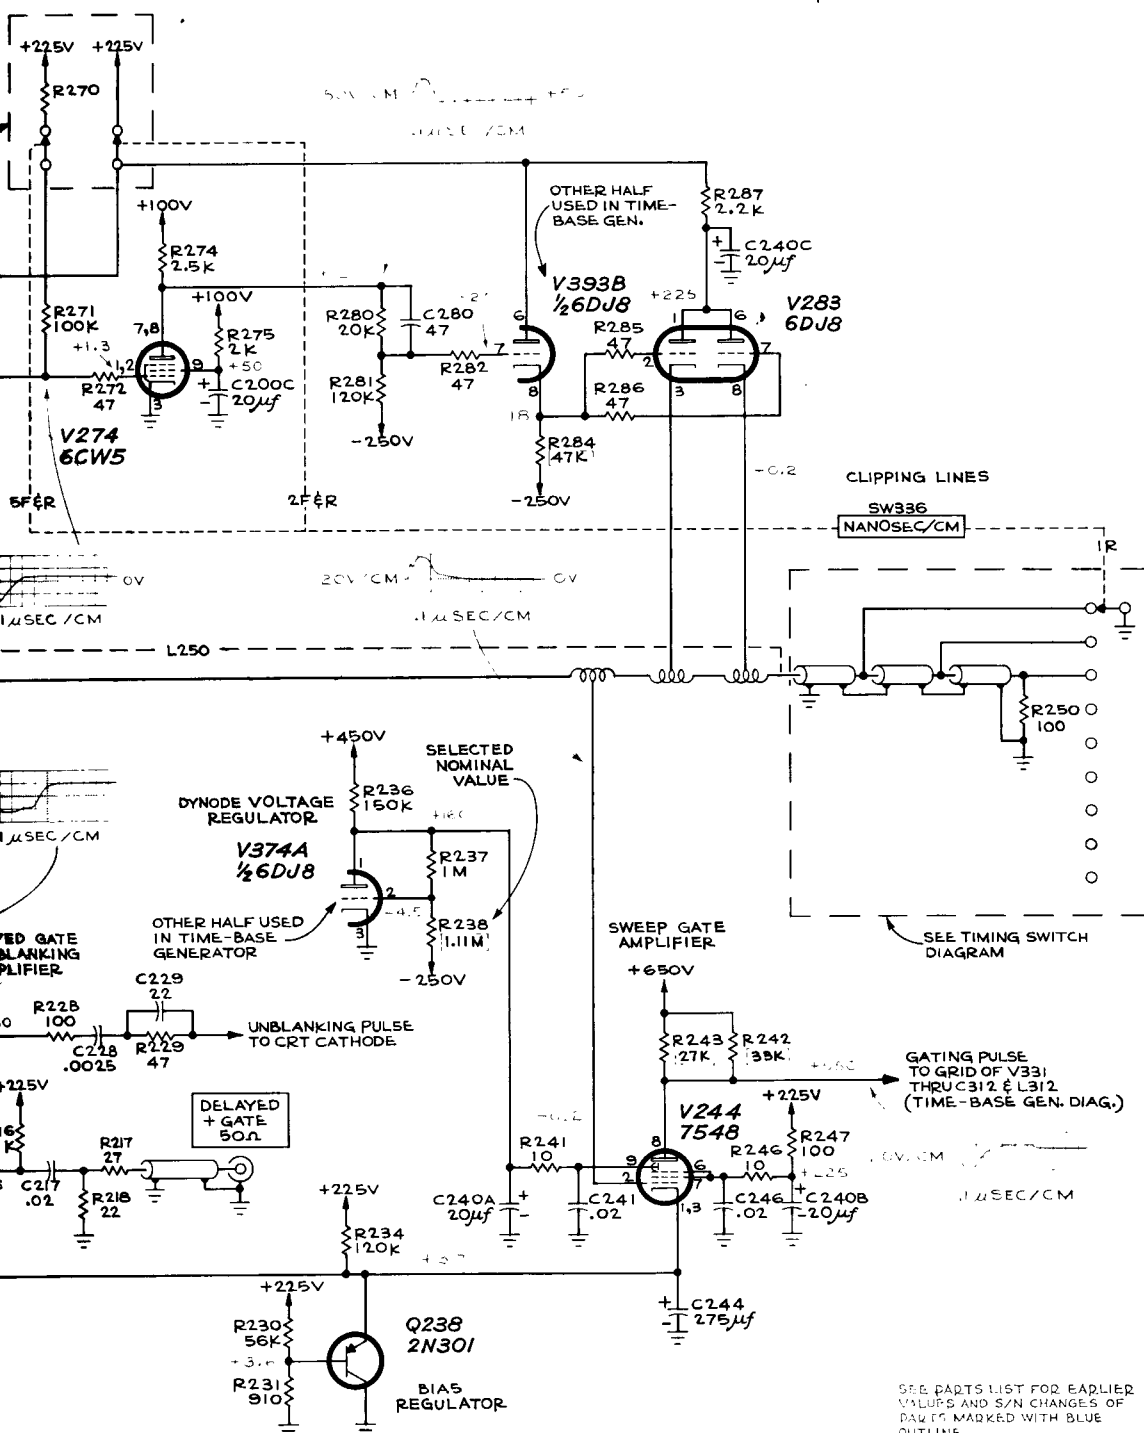 +225V +225V
R270
+100V
R274
2.5K
+100V
R271
100K
+1.3
7,8
R275
2K
+50
1,2
9
R272
47
3
C200C
20µf
V274
6CW5
5F&R
2F&R
R280
20K
C280
47
R281
120K
-250V
R282
47
7
6
8
OTHER HALF
USED IN TIME-
BASE GEN.
V393B
½6DJ8
18
R284
47K
-250V
R285
47
R286
47
R287
2.2K
C240C
20µf
+225
V283
6DJ8
1
6
2
7
3
8
-0.2
CLIPPING LINES
SW336
NANOSEC/CM
1R
0V
1µSEC/CM
20V/CM
0V
.1µSEC/CM
L250
R250
100
+450V
R236
150K
SELECTED
NOMINAL
VALUE
DYNODE VOLTAGE
REGULATOR
V374A
½6DJ8
1
2
3
R237
1M
-4.5
R238
1.11M
-250V
OTHER HALF USED
IN TIME-BASE
GENERATOR
µSEC/CM
YED GATE
BLANKING
PLIFIER
SEE TIMING SWITCH
DIAGRAM
SWEEP GATE
AMPLIFIER
+650V
R243
27K
R242
33K
C229
22
R228
100
C228
.0025
R229
47
UNBLANKING PULSE
TO CRT CATHODE
GATING PULSE
TO GRID OF V331
THRU C312 & L312
(TIME-BASE GEN. DIAG.)
+225V
DELAYED
+ GATE
50Ω
R217
27
C217
.02
R218
22
V244
7548
8
9
2
6
7
1,3
R241
10
C240A
20µf
C241
.02
+225V
R247
100
R246
10
C246
.02
C240B
20µf
.1µSEC/CM
+225V
R234
120K
+225V
R230
56K
+3.6
R231
910
Q238
2N301
BIAS
REGULATOR
C244
275µf
SEE PARTS LIST FOR EARLIER
VALUES AND S/N CHANGES OF
PARTS MARKED WITH BLUE
OUTLINE